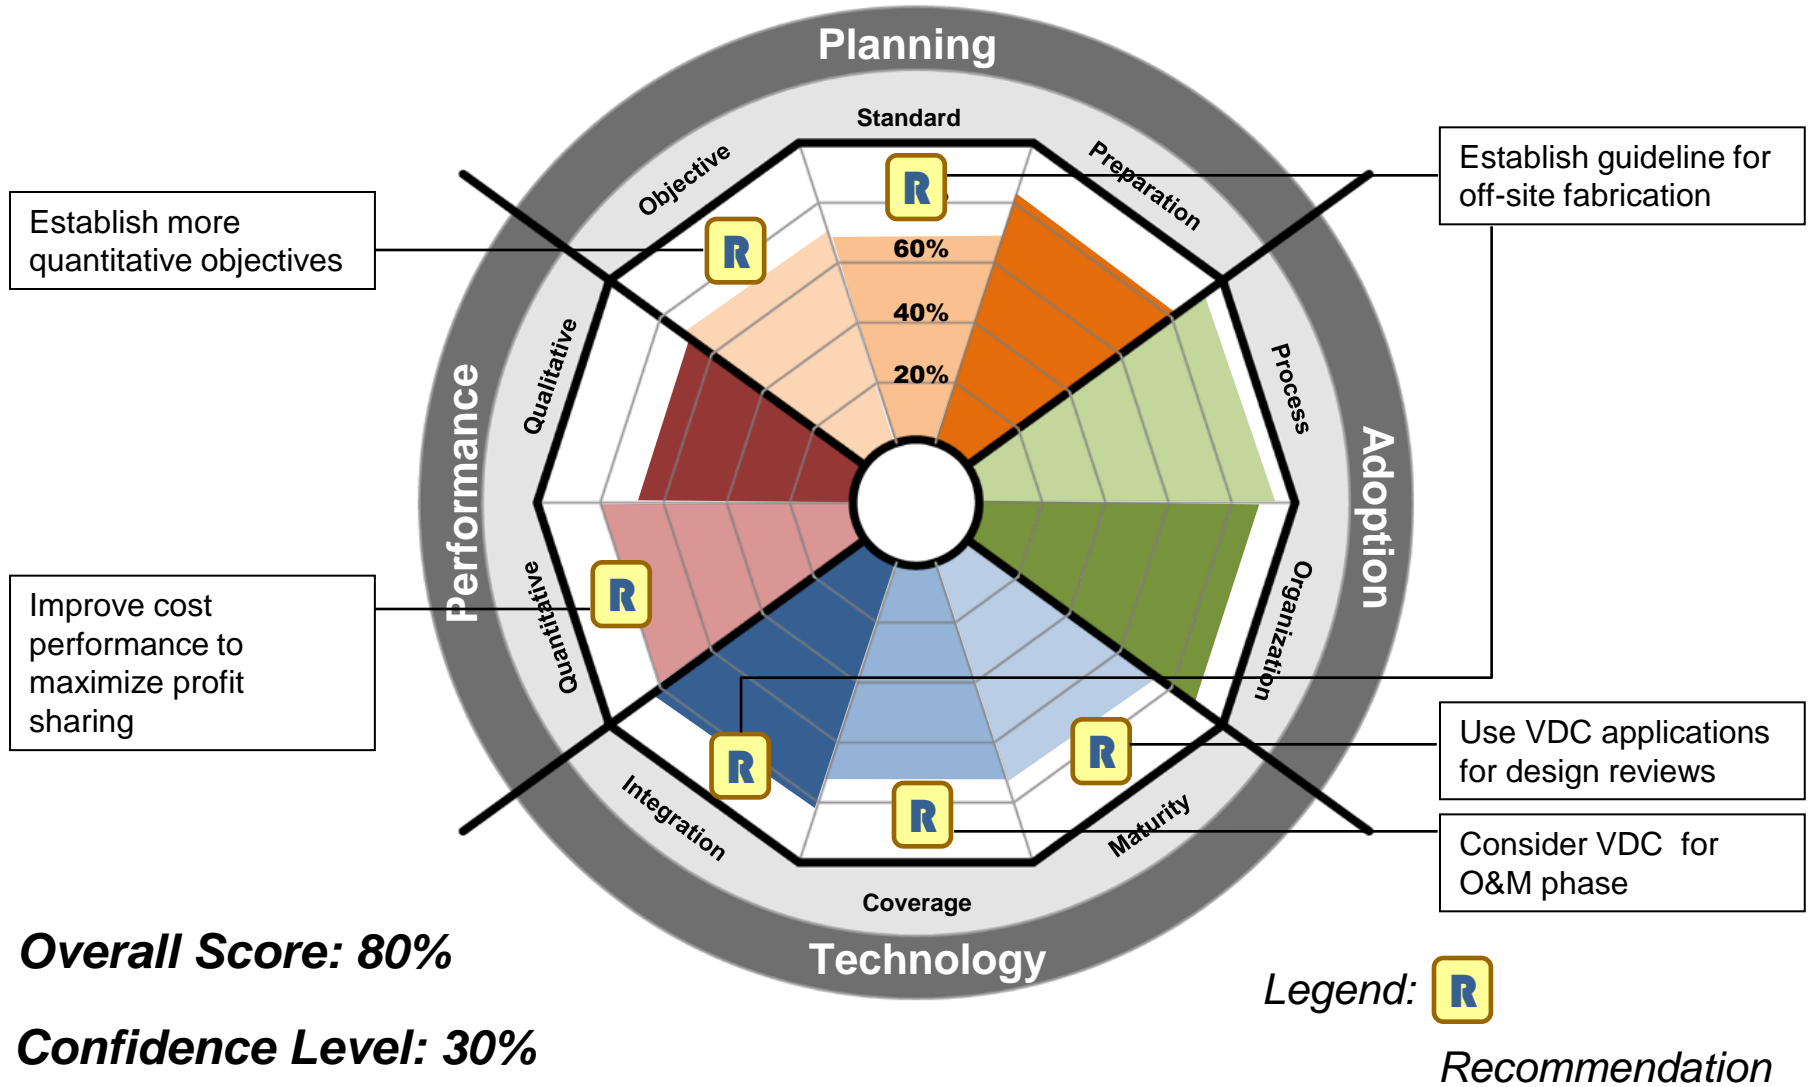 Planning
Standard
Objective
Preparation
R
R
Establish guideline for
off-site fabrication
Establish more
quantitative objectives
60%
40%
20%
Qualitative
Process
Performance
Adoption
Quantitative
Organization
R
Improve cost
performance to
maximize profit
sharing
R
R
R
Use VDC applications
for design reviews
Integration
Maturity
Consider VDC for
O&M phase
Coverage
Technology
Overall Score: 80%
Confidence Level: 30%
Legend: R
Recommendation